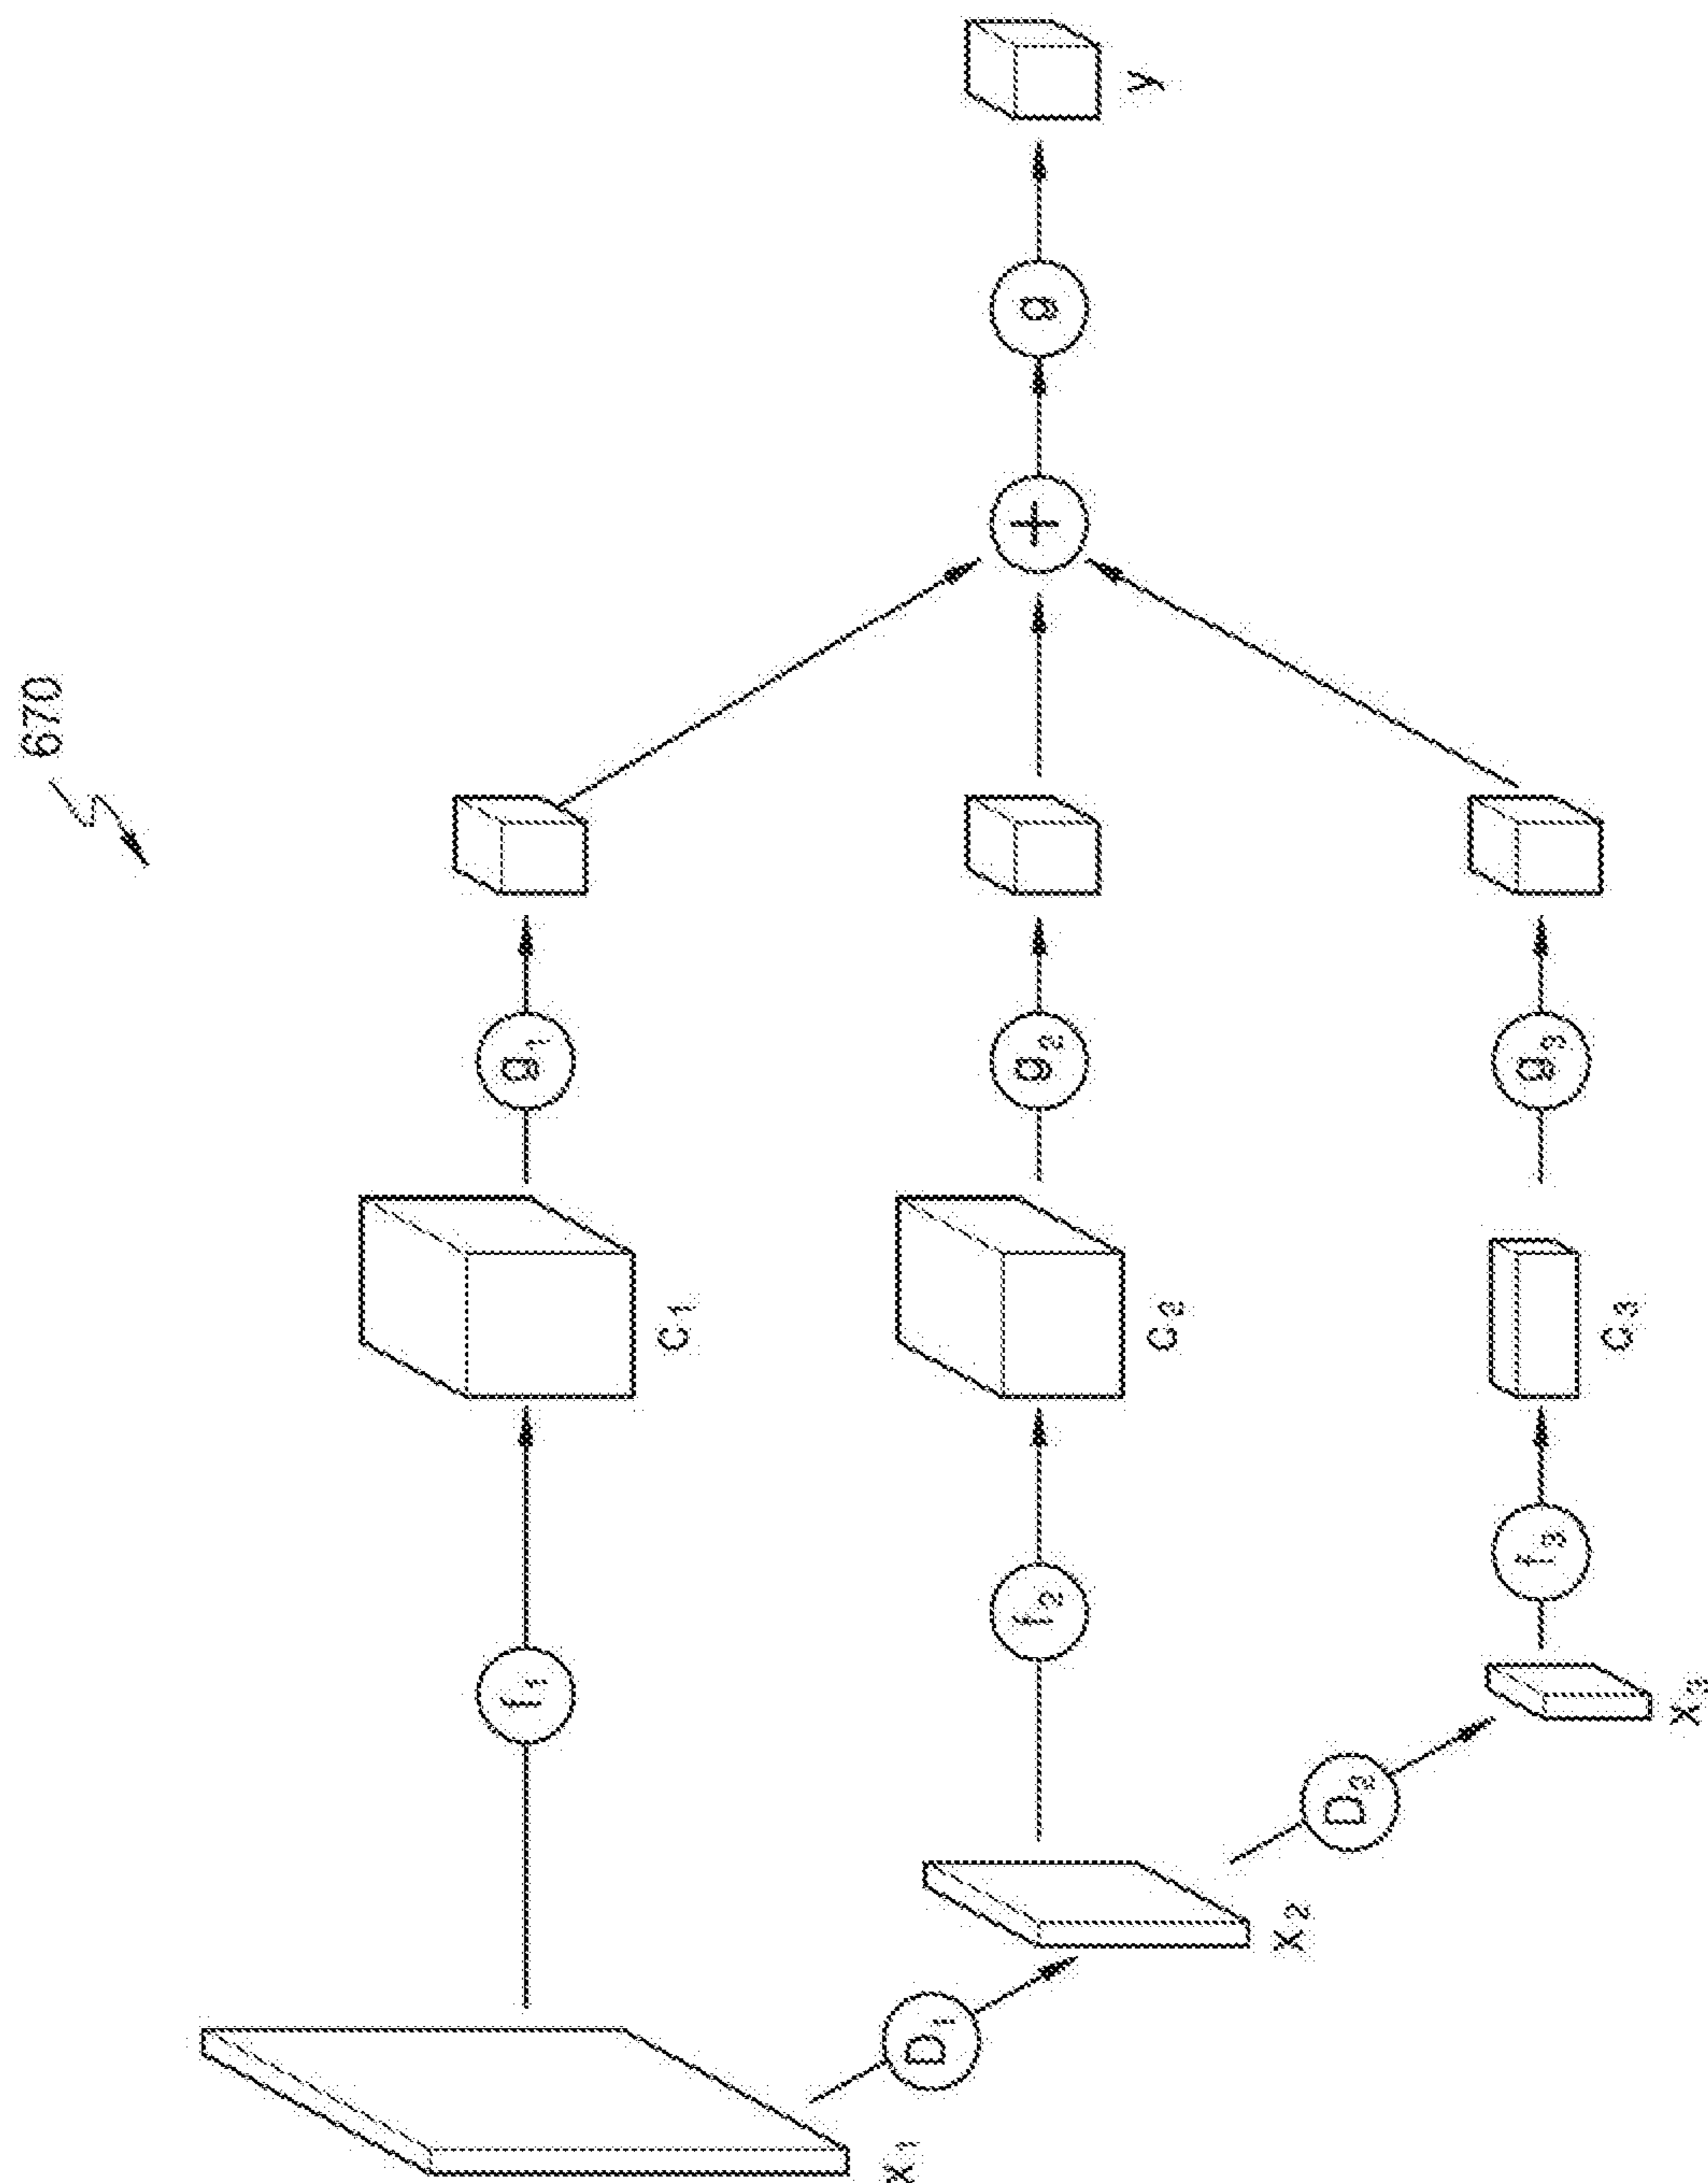 670
x₁
D₁
x₂
D₂
x₃
f₁
f₂
f₃
C₁
C₂
C₃
g₁
g₂
g₃
+
g
y